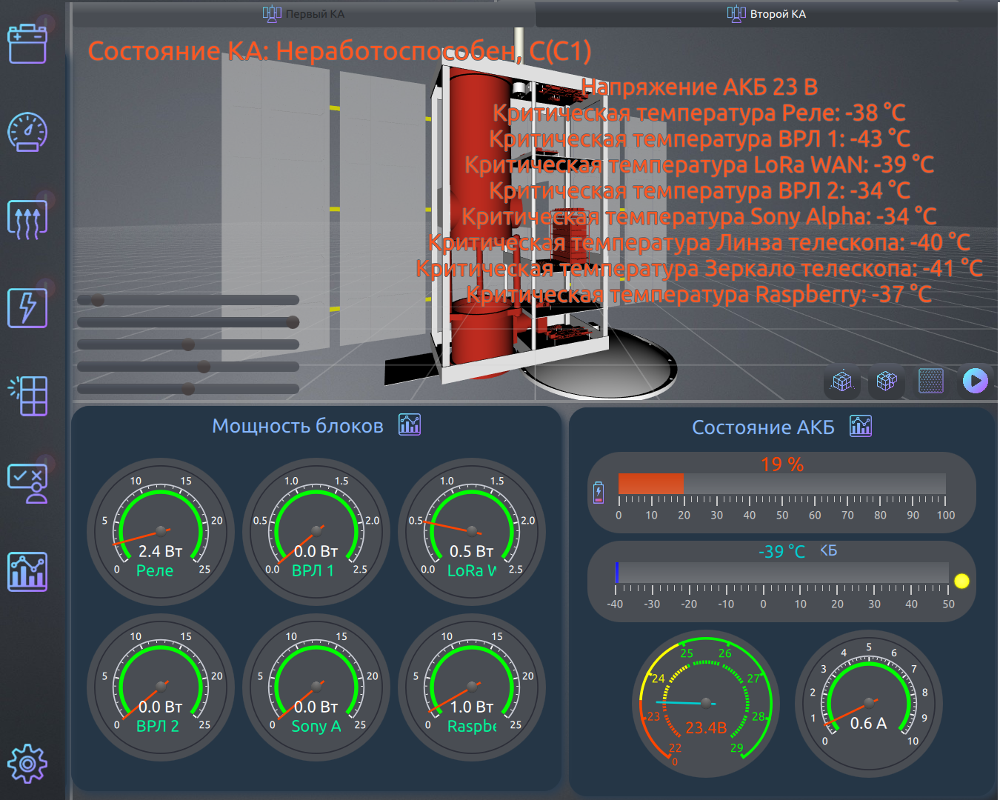 Первый КА
Второй КА
Состояние КА: Неработоспособен, C(C1)
Напряжение АКБ 23 В
Критическая температура Реле: -38 °C
Критическая температура ВРЛ 1: -43 °C
Критическая температура LoRa WAN: -39 °C
Критическая температура ВРЛ 2: -34 °C
Критическая температура Sony Alpha: -34 °C
Критическая температура Линза телескопа: -40 °C
Критическая температура Зеркало телескопа: -41 °C
Критическая температура Raspberry: -37 °C
Мощность блоков
0 5 10 15 20 25
2.4 Вт
Реле
0.0 0.5 1.0 1.5 2.0 2.5
0.0 Вт
ВРЛ 1
0.0 0.5 1.0 1.5 2.0 2.5
0.5 Вт
LoRa W
0 5 10 15 20 25
0.0 Вт
ВРЛ 2
0 5 10 15 20 25
0.0 Вт
Sony A
0 5 10 15 20 25
1.0 Вт
Raspbe
Состояние АКБ
19 %
0 10 20 30 40 50 60 70 80 90 100
-39 °C КБ
-40 -30 -20 -10 0 10 20 30 40 50
22 23 24 25 26 27 28 29
23.4В
0
0 1 2 3 4 5 6 7 8 9 10
0.6 А